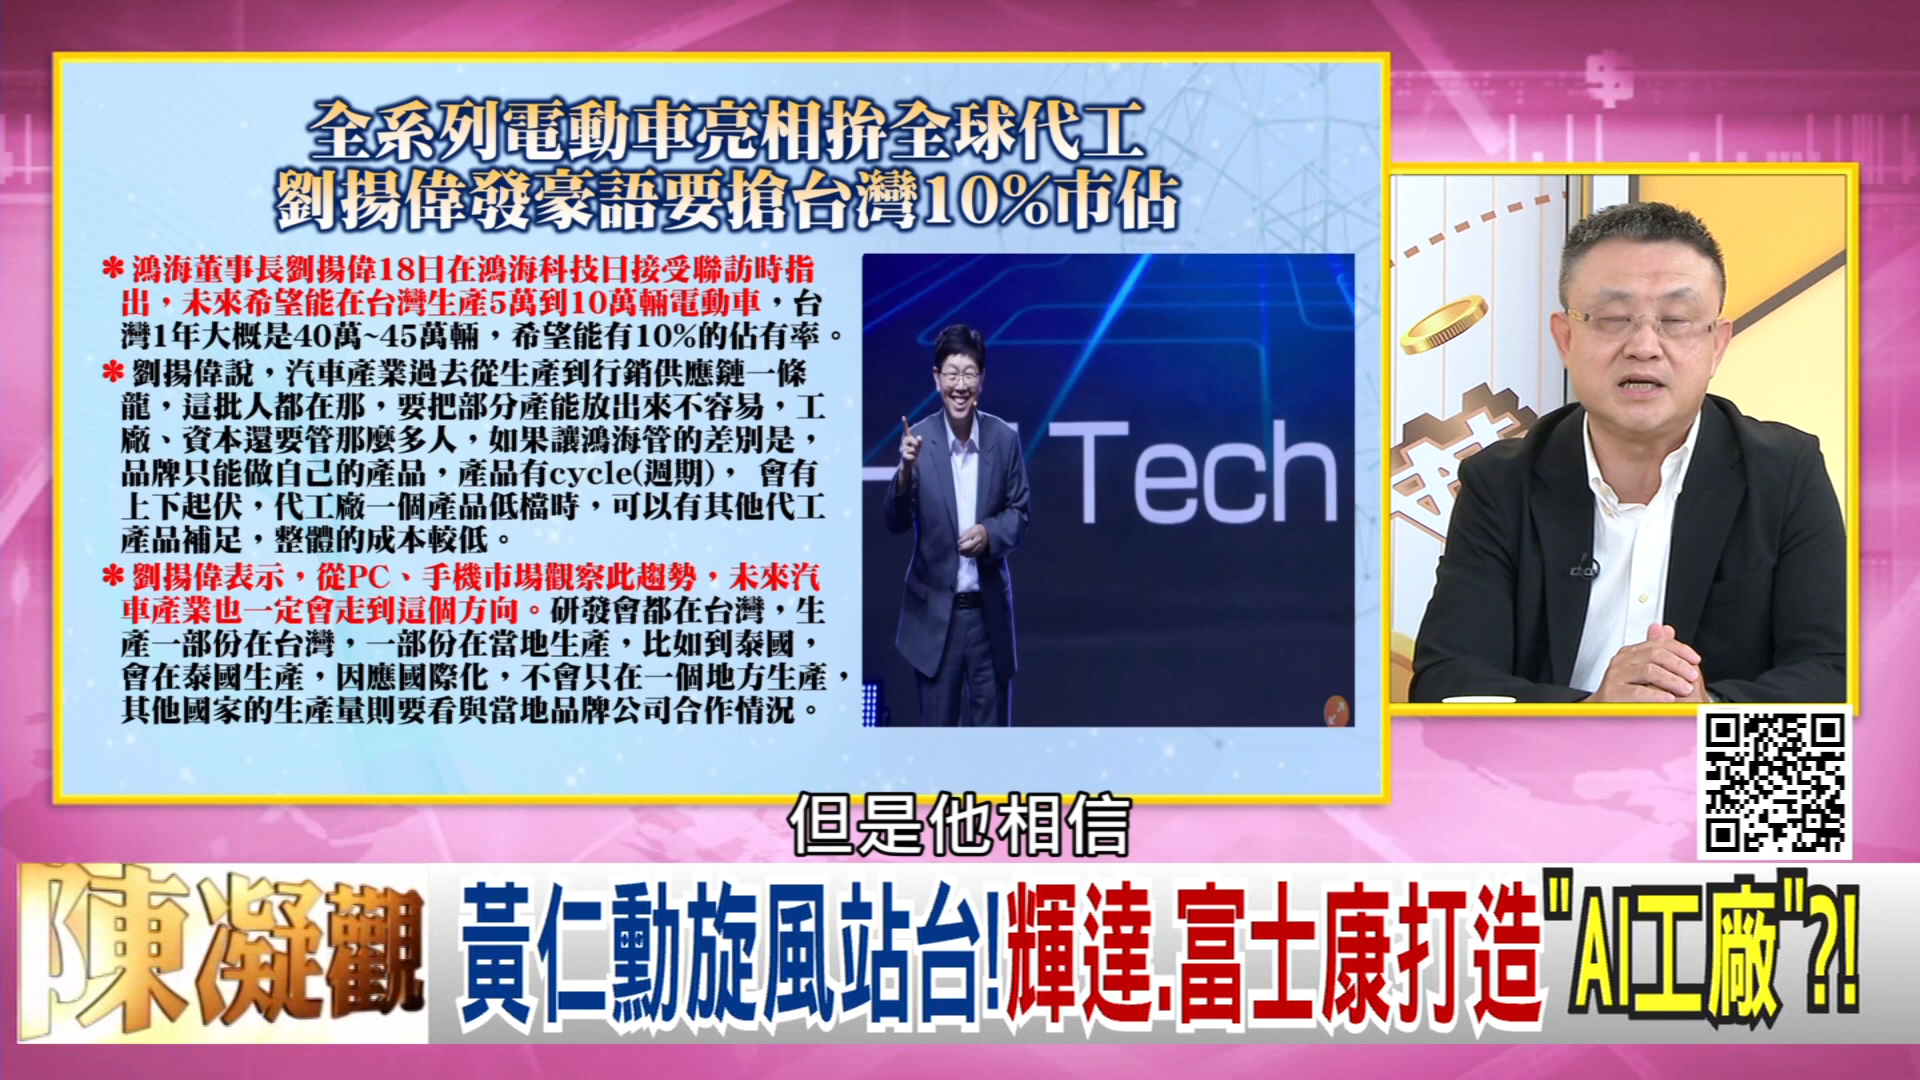 全系列電動車亮相拚全球代工
劉揚偉發豪語要搶台灣10%市佔
＊鴻海董事長劉揚偉18日在鴻海科技日接受聯訪時指
出，未來希望能在台灣生產5萬到10萬輛電動車，台
灣1年大概是40萬~45萬輛，希望能有10%的佔有率。
＊劉揚偉說，汽車產業過去從生產到行銷供應鏈一條
龍，這批人都在那，要把部分產能放出來不容易，工
廠、資本還要管那麼多人，如果讓鴻海管的差別是，
品牌只能做自己的產品，產品有cycle(週期)， 會有
上下起伏，代工廠一個產品低檔時，可以有其他代工
產品補足，整體的成本較低。
＊劉揚偉表示，從PC、手機市場觀察此趨勢，未來汽
車產業也一定會走到這個方向。研發會都在台灣，生
產一部份在台灣，一部份在當地生產，比如到泰國，
會在泰國生產，因應國際化，不會只在一個地方生產，
其他國家的生產量則要看與當地品牌公司合作情況。
Tech
但是他相信
陳凝觀
黃仁勳旋風站台!輝達.富士康打造"AI工廠"?!